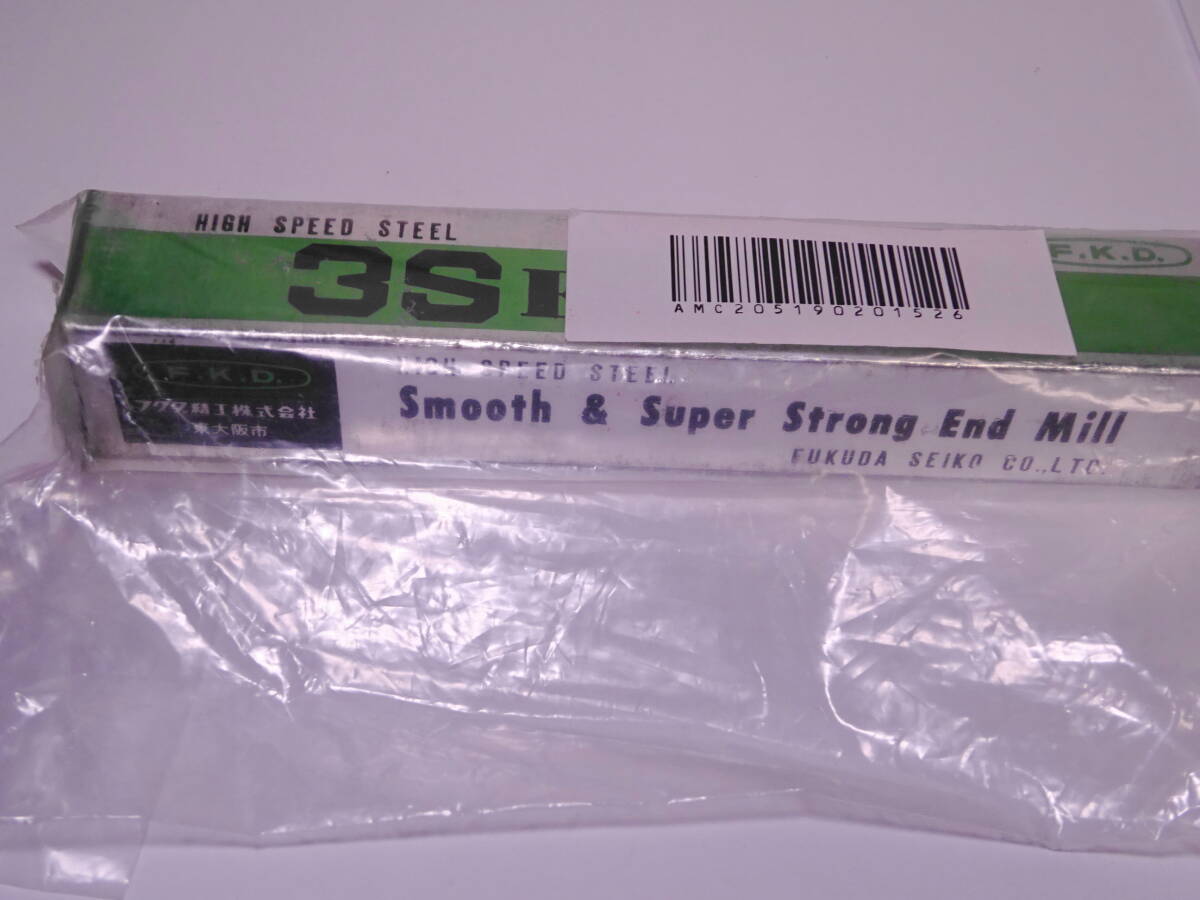 HIGH SPEED STEEL
3S
AMC205190201526
F.K.D.
F.K.D.
フクダ精工株式会社
東大阪市
HIGH SPEED STEEL
Smooth & Super Strong End Mill
FUKUDA SEIKO CO.,LTD.